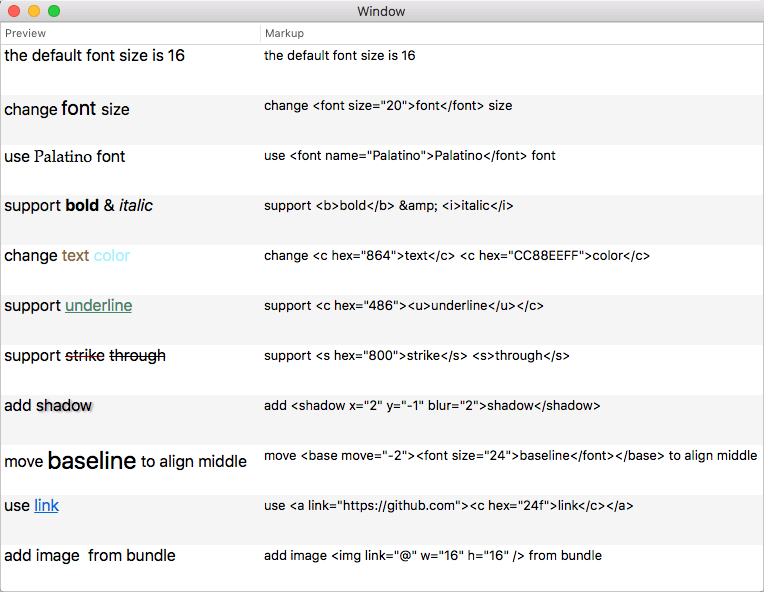 Window
Preview Markup
the default font size is 16 the default font size is 16
change font size change <font size="20">font</font> size
use Palatino font use <font name="Palatino">Palatino</font> font
support bold & italic support <b>bold</b> &amp; <i>italic</i>
change text color change <c hex="864">text</c> <c hex="CC88EEFF">color</c>
support underline support <c hex="486"><u>underline</u></c>
support strike through support <s hex="800">strike</s> <s>through</s>
add shadow add <shadow x="2" y="-1" blur="2">shadow</shadow>
move baseline to align middle move <base move="-2"><font size="24">baseline</font></base> to align middle
use link use <a link="https://github.com"><c hex="24f">link</c></a>
add image from bundle add image <img link="@" w="16" h="16" /> from bundle